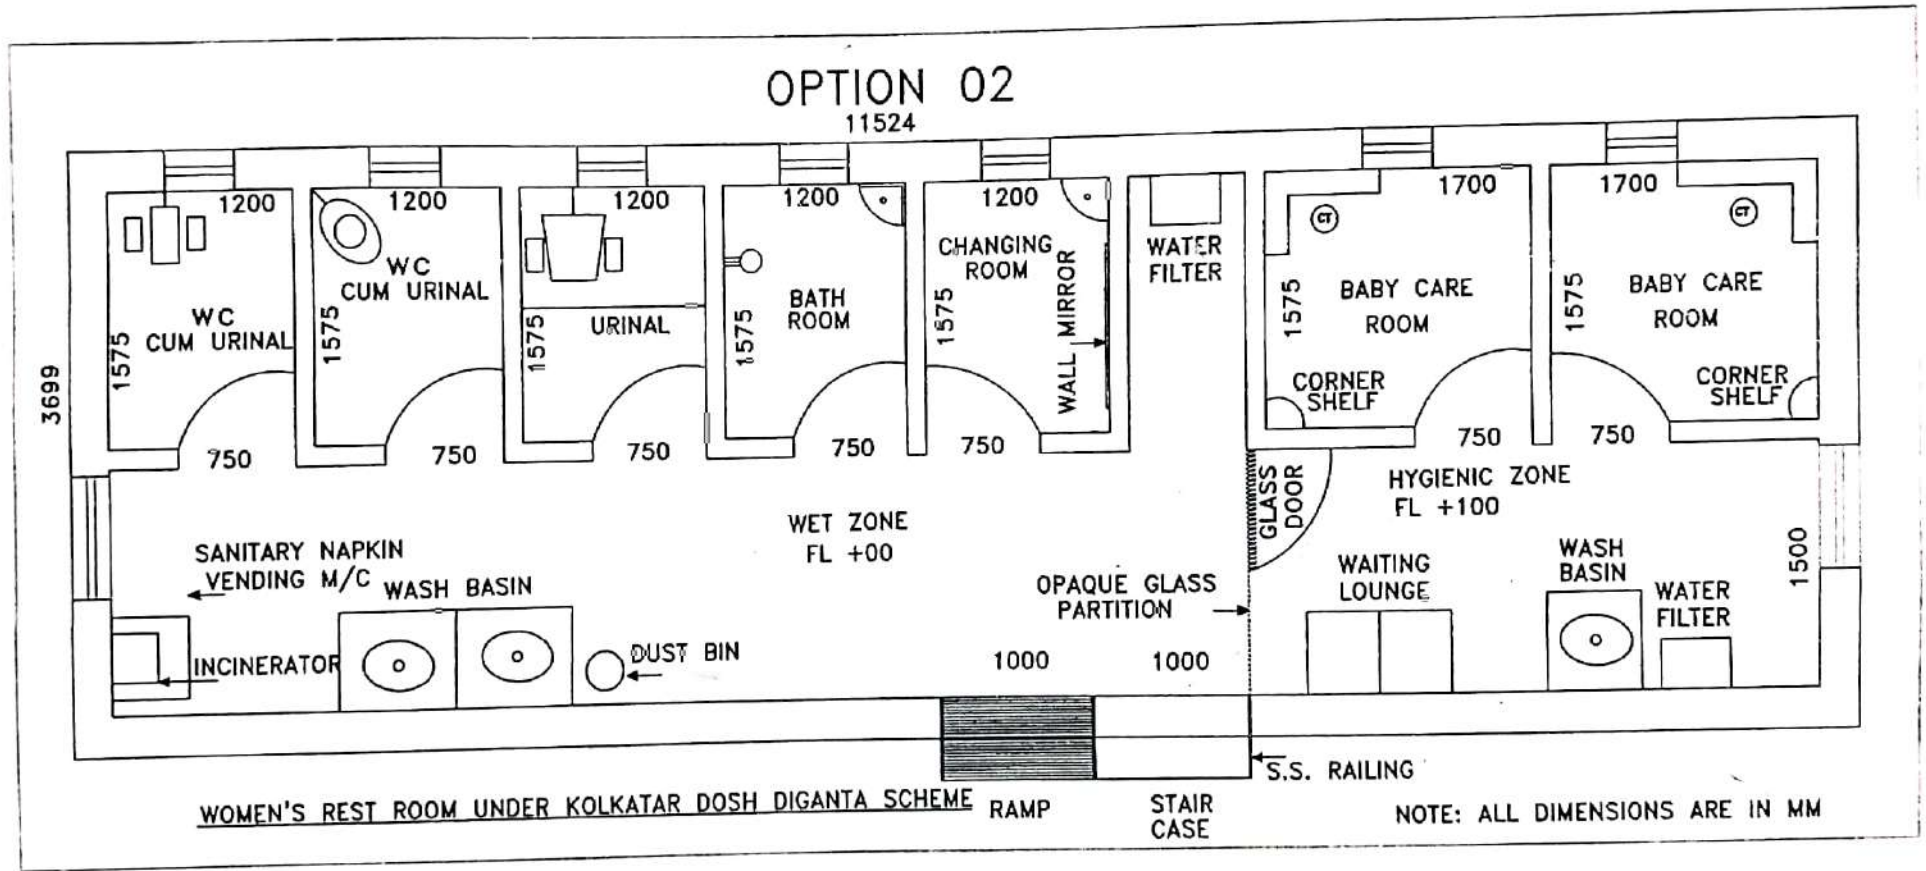 OPTION 02
11524
1200
1200
1200
1200
1200
1700
1700
WC
CUM URINAL
1575
WC
CUM URINAL
1575
URINAL
1575
BATH
ROOM
1575
CHANGING
ROOM
1575
WALL MIRROR
WATER
FILTER
CT
BABY CARE
ROOM
1575
CORNER
SHELF
CT
BABY CARE
ROOM
1575
CORNER
SHELF
3699
750
750
750
750
750
750
750
WET ZONE
FL +00
GLASS
DOOR
HYGIENIC ZONE
FL +100
SANITARY NAPKIN
VENDING M/C
WASH BASIN
INCINERATOR
DUST BIN
OPAQUE GLASS
PARTITION
1000
1000
WAITING
LOUNGE
WASH
BASIN
WATER
FILTER
1500
S.S. RAILING
WOMEN'S REST ROOM UNDER KOLKATAR DOSH DIGANTA SCHEME
RAMP
STAIR
CASE
NOTE: ALL DIMENSIONS ARE IN MM